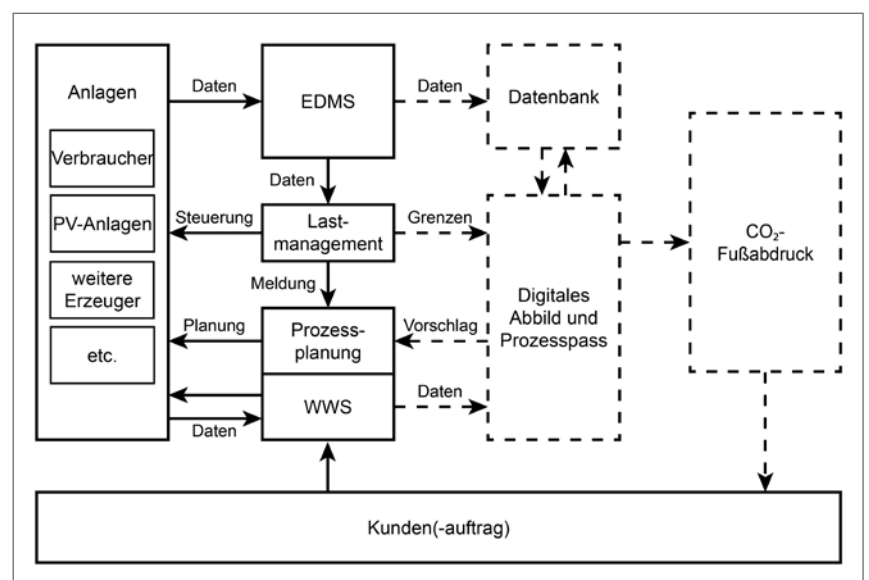 Anlagen
Verbraucher
PV-Anlagen
weitere
Erzeuger
etc.
Daten
EDMS
Daten
Datenbank
Daten
Steuerung
Last-
management
Grenzen
Meldung
Planung
Prozess-
planung
Vorschlag
Digitales
Abbild und
Prozesspass
WWS
Daten
Daten
CO₂-
Fußabdruck
Kunden(-auftrag)